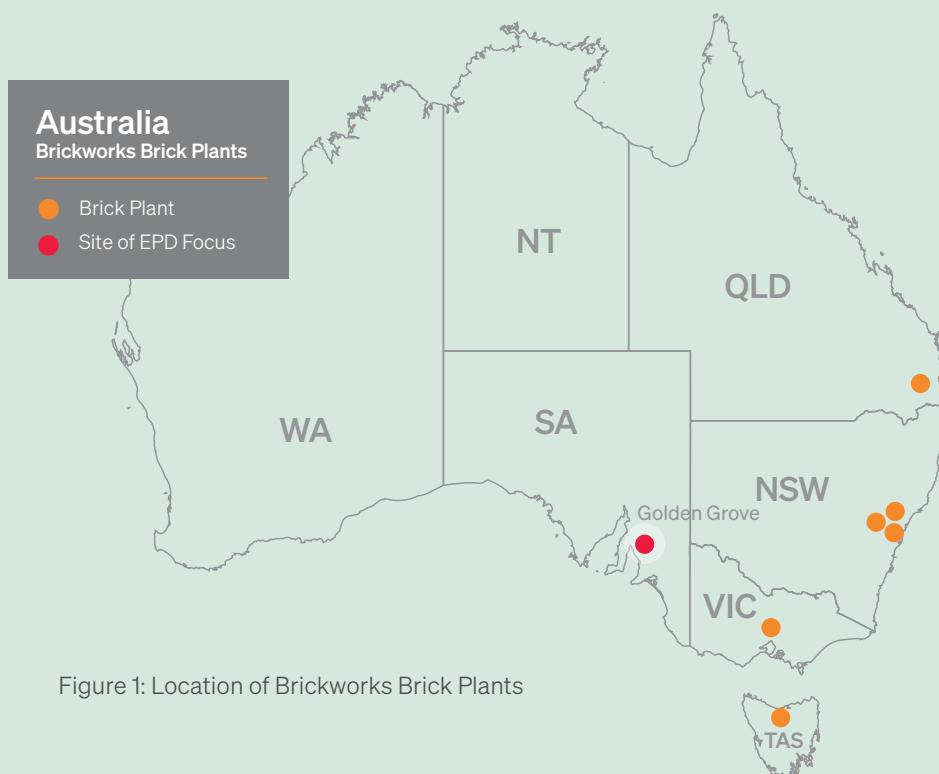 Australia
Brickworks Brick Plants
Brick Plant
Site of EPD Focus
NT
QLD
WA
SA
NSW
Golden Grove
VIC
TAS
Figure 1: Location of Brickworks Brick Plants